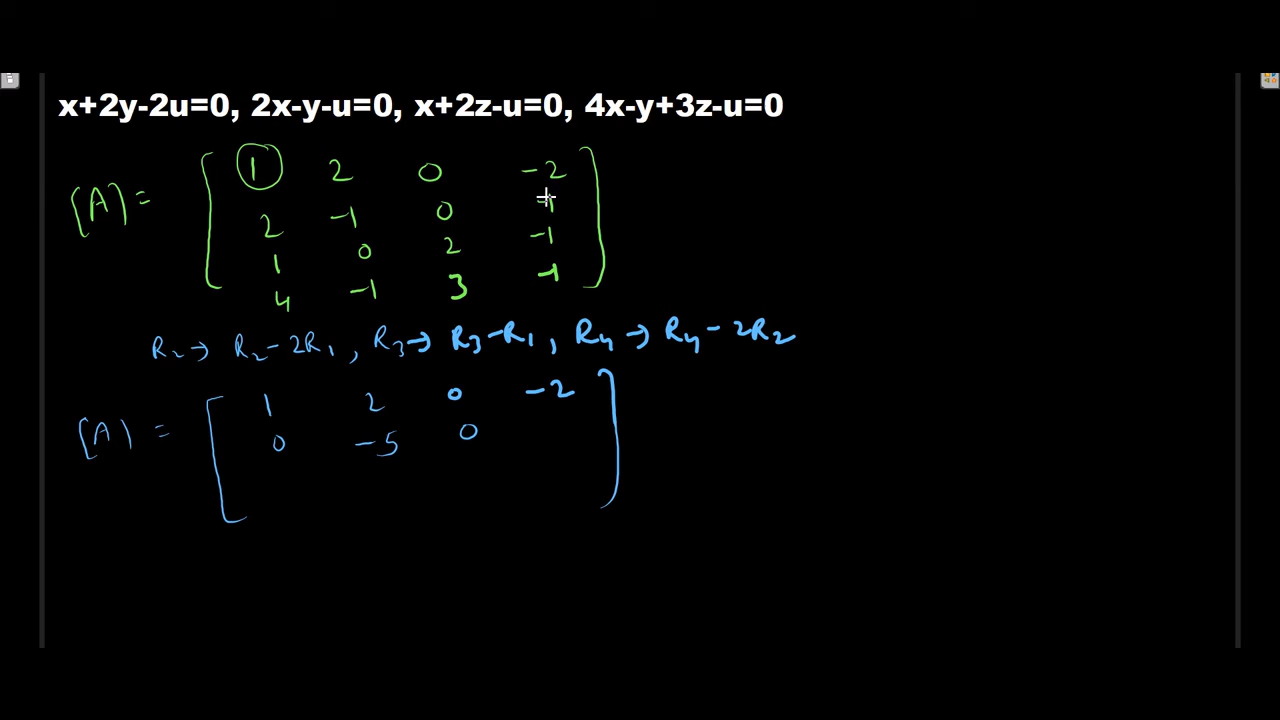 x+2y-2u=0, 2x-y-u=0, x+2z-u=0, 4x-y+3z-u=0
[A] = [ 1 2 0 -2
2 -1 0 -1
1 0 2 -1
4 -1 3 -1 ]
R2 → R2 - 2R1, R3 → R3 - R1, R4 → R4 - 2R2
[A] = [ 1 2 0 -2
0 -5 0 ]